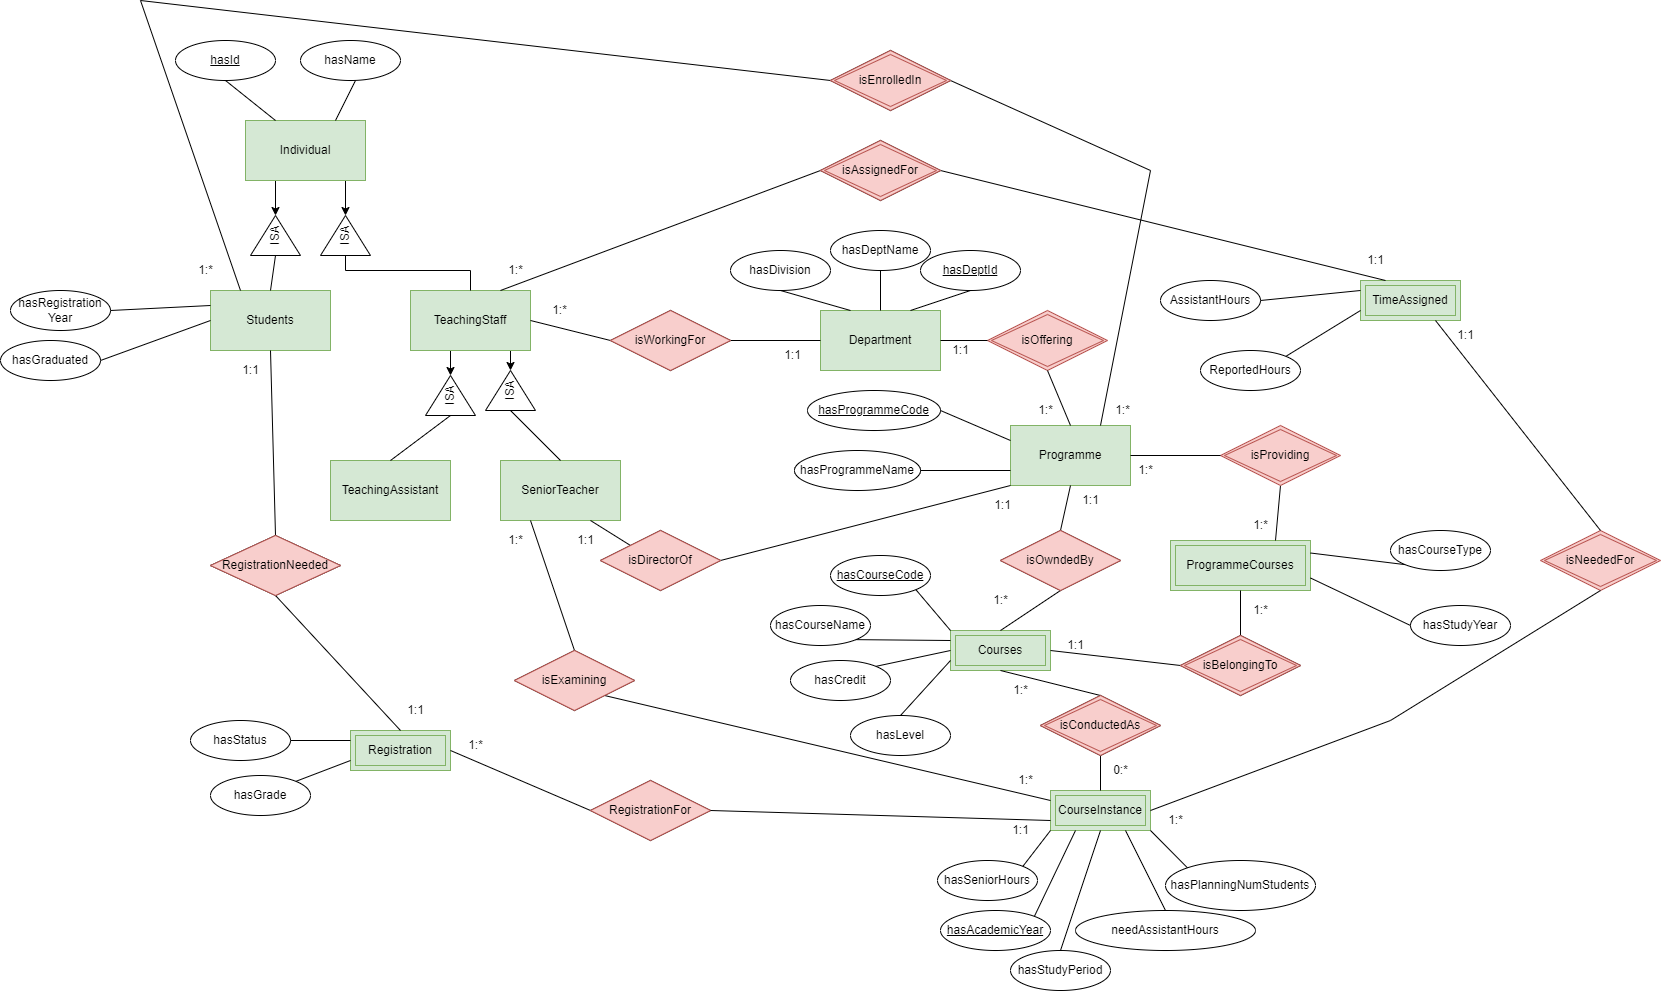 isEnrolledIn
hasId
hasName
Individual
isAssignedFor
ISA
ISA
hasDeptName
hasDivision
hasDeptId
1:*
1:*
1:1
hasRegistration
Year
Students
TeachingStaff
1:*
isWorkingFor
1:1
Department
1:1
isOffering
AssistantHours
TimeAssigned
1:1
hasGraduated
1:1
ISA
ISA
ReportedHours
hasProgrammeCode
1:*
1:*
hasProgrammeName
Programme
1:*
isProviding
TeachingAssistant
SeniorTeacher
1:1
1:1
1:*
1:*
1:1
isDirectorOf
isOwndedBy
hasCourseType
RegistrationNeeded
hasCourseCode
ProgrammeCourses
isNeededFor
1:*
1:*
hasCourseName
hasStudyYear
Courses
1:1
isBelongingTo
isExamining
hasCredit
1:*
1:1
hasLevel
isConductedAs
hasStatus
Registration
1:*
1:*
0:*
hasGrade
RegistrationFor
1:1
CourseInstance
1:*
hasSeniorHours
hasPlanningNumStudents
hasAcademicYear
needAssistantHours
hasStudyPeriod